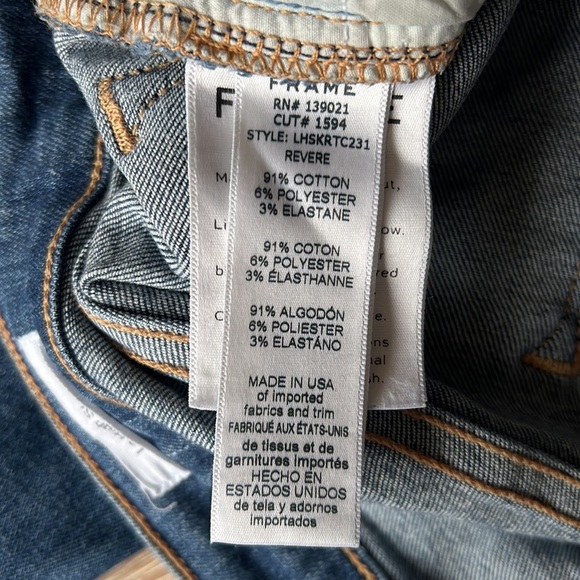 FRAME
RN# 139021
CUT# 1594
STYLE: LHSKRTC231
REVERE
91% COTTON
6% POLYESTER
3% ELASTANE
91% COTON
6% POLYESTER
3% ÉLASTHANNE
91% ALGODÓN
6% POLIESTER
3% ELASTÁNO
MADE IN USA
of imported
fabrics and trim
FABRIQUÉ AUX ÉTATS-UNIS
de tissus et de
garnitures importés
HECHO EN
ESTADOS UNIDOS
de tela y adornos
importados